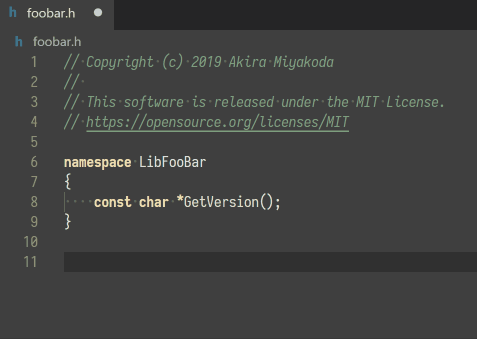 h foobar.h
h foobar.h
1 // Copyright (c) 2019 Akira Miyakoda
2 //
3 // This software is released under the MIT License.
4 // https://opensource.org/licenses/MIT
5
6 namespace LibFooBar
7 {
8     const char *GetVersion();
9 }
10
11